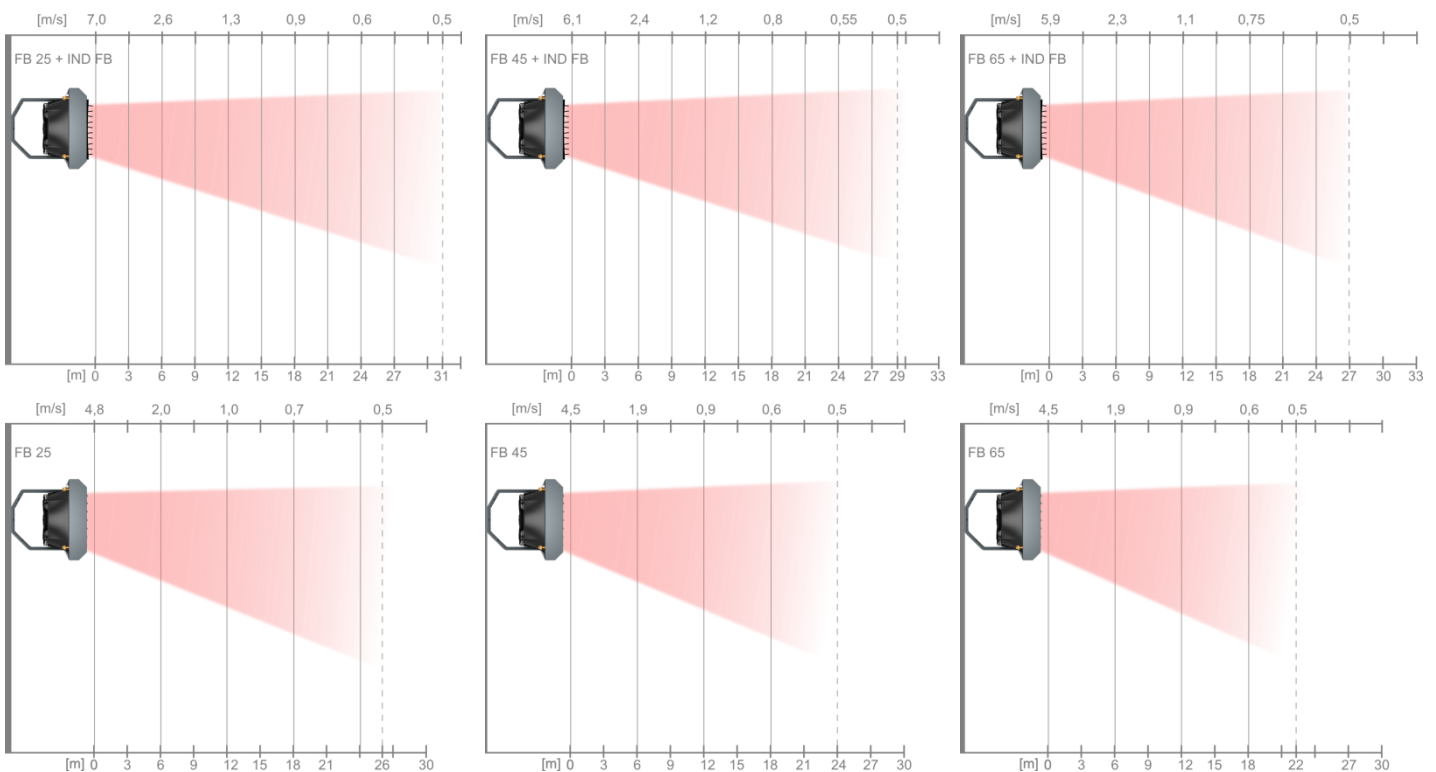 [m/s] 7,0 2,6 1,3 0,9 0,6 0,5
FB 25 + IND FB
[m] 0 3 6 9 12 15 18 21 24 27 31
[m/s] 6,1 2,4 1,2 0,8 0,55 0,5
FB 45 + IND FB
[m] 0 3 6 9 12 15 18 21 24 27 29 33
[m/s] 5,9 2,3 1,1 0,75 0,5
FB 65 + IND FB
[m] 0 3 6 9 12 15 18 21 24 27 30 33
[m/s] 4,8 2,0 1,0 0,7 0,5
FB 25
[m] 0 3 6 9 12 15 18 21 26 30
[m/s] 4,5 1,9 0,9 0,6 0,5
FB 45
[m] 0 3 6 9 12 15 18 21 24 27 30
[m/s] 4,5 1,9 0,9 0,6 0,5
FB 65
[m] 0 3 6 9 12 15 18 22 27 30